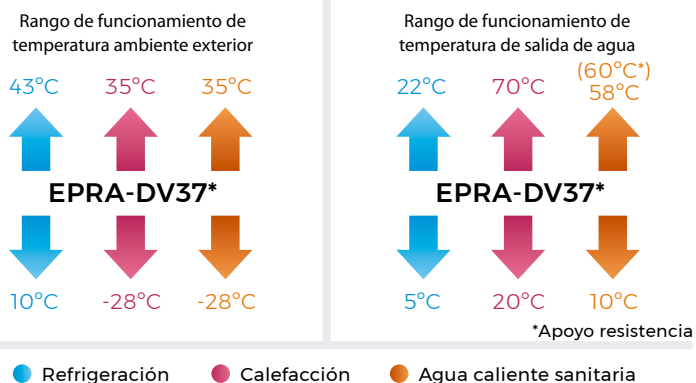 Rango de funcionamiento de
temperatura ambiente exterior
43°C 35°C 35°C
EPRA-DV37*
10°C -28°C -28°C
Rango de funcionamiento de
temperatura de salida de agua
(60°C*)
22°C 70°C 58°C
EPRA-DV37*
5°C 20°C 10°C
*Apoyo resistencia
Refrigeración Calefacción Agua caliente sanitaria